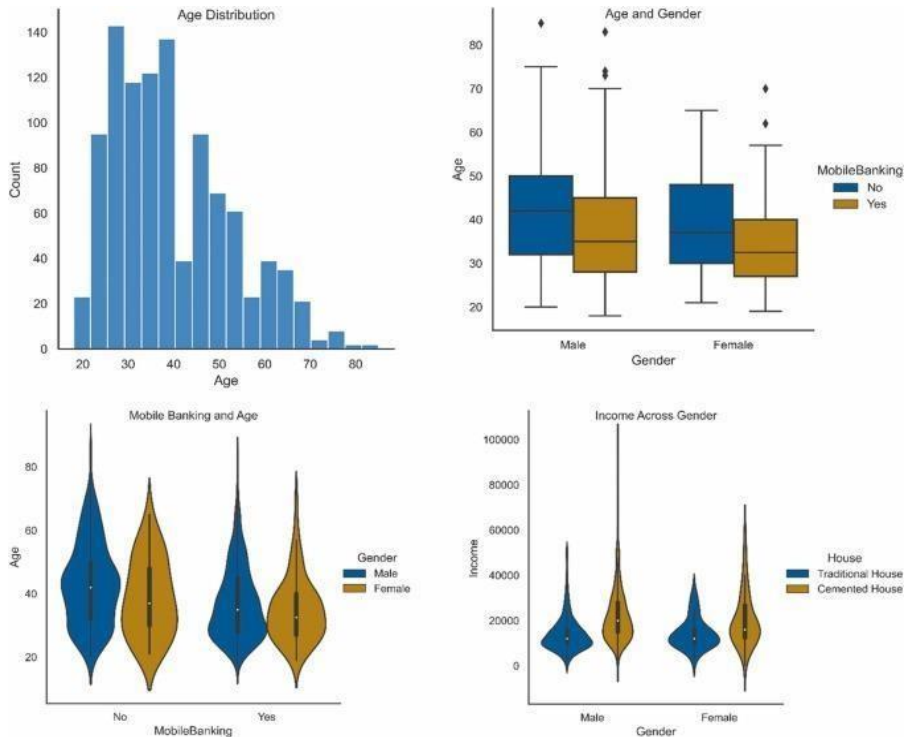 Age Distribution
140
120
100
80
60
40
20
0
Count
20 30 40 50 60 70 80
Age
Age and Gender
80
70
60
50
40
30
20
Age
Male Female
Gender
MobileBanking
No
Yes
Mobile Banking and Age
80
60
40
20
Age
No Yes
MobileBanking
Gender
Male
Female
Income Across Gender
100000
80000
60000
40000
20000
0
Income
Male Female
Gender
House
Traditional House
Cemented House